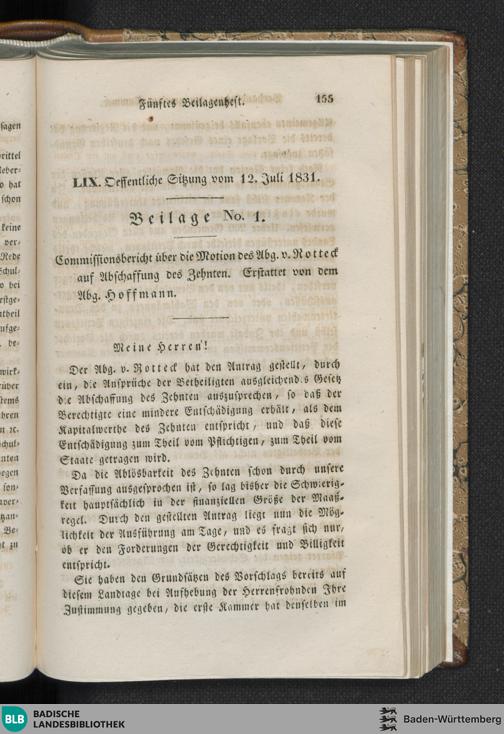 Fünftes Beilagenheft. 155
LIX. Oeffentliche Sitzung vom 12. Juli 1831.
Beilage No. 1.
Commissionsbericht über die Motion des Abg. v. Rotteck
auf Abschaffung des Zehnten. Erstattet von dem
Abg. Hoffmann.
Meine Herren!
Der Abg. v. Rotteck hat den Antrag gestellt, durch
ein, die Ansprüche der Betheiligten ausgleichendes Gesetz
die Abschaffung des Zehnten auszusprechen, so daß der
Berechtigte eine mindere Entschädigung erhält, als dem
Kapitalwerthe des Zehnten entspricht, und daß diese
Entschädigung zum Theil vom Pflichtigen, zum Theil vom
Staate getragen wird.
Da die Ablösbarkeit des Zehnten schon durch unsere
Verfassung ausgesprochen ist, so lag bisher die Schwierig-
keit hauptsächlich in der finanziellen Größe der Maaß-
regel. Durch den gestellten Antrag liegt nun die Mög-
lichkeit der Ausführung am Tage, und es fragt sich nur,
ob er den Forderungen der Gerechtigkeit und Billigkeit
entspricht.
Sie haben den Grundsätzen des Vorschlags bereits auf
diesem Landtage bei Aufhebung der Herrenfrohnden Ihre
Zustimmung gegeben, die erste Kammer hat denselben im
BLB BADISCHE
LANDESBIBLIOTHEK
Baden-Württemberg